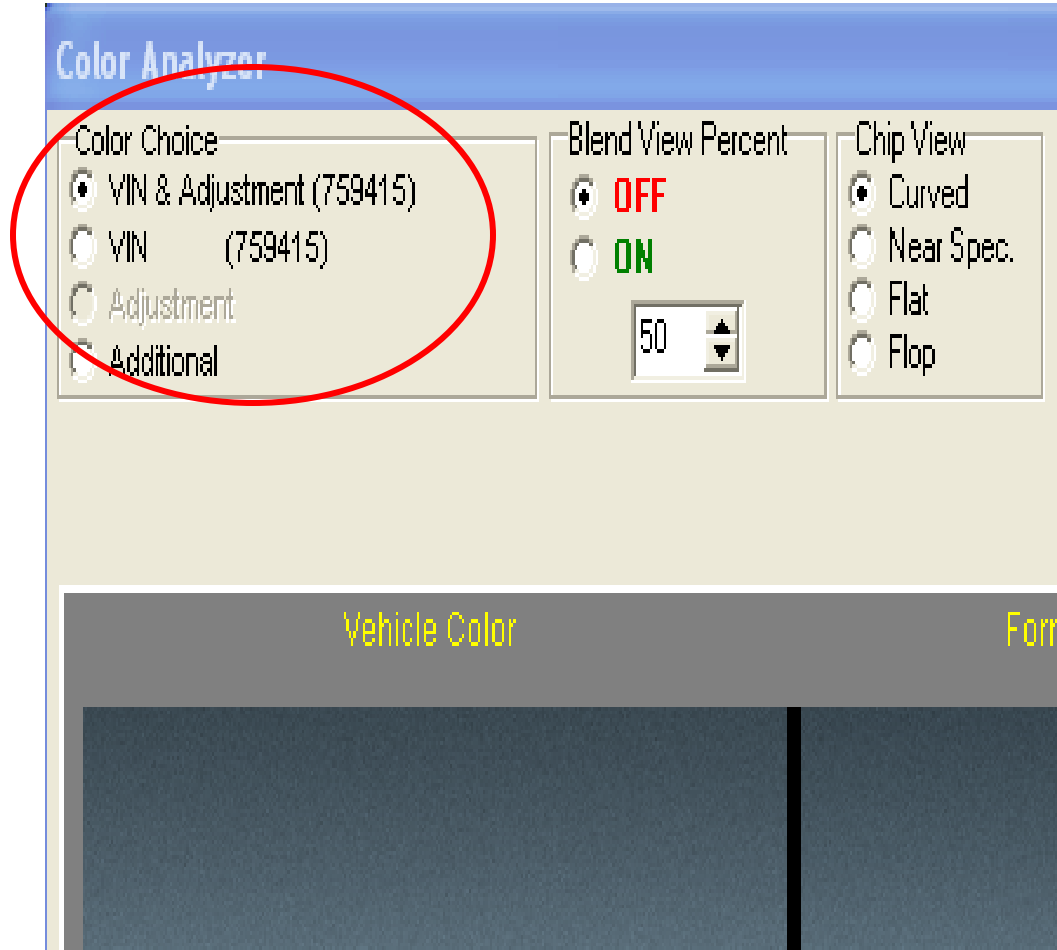 Color Analyzer
Color Choice
VIN & Adjustment (759415)
VIN (759415)
Adjustment
Additional
Blend View Percent
OFF
ON
50
Chip View
Curved
Near Spec.
Flat
Flop
Vehicle Color